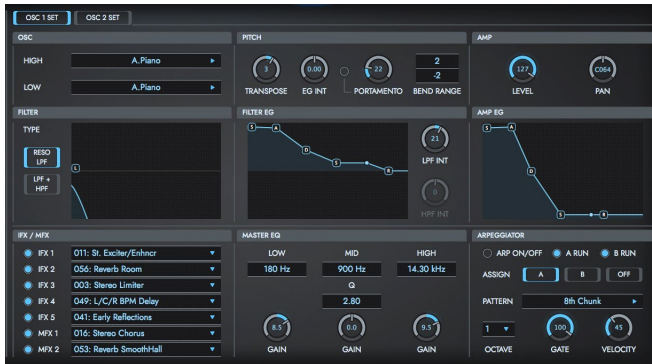 OSC 1 SET
OSC 2 SET
OSC
HIGH
A.Piano
LOW
A.Piano
PITCH
3
0.00
22
2
-2
TRANSPOSE
EG INT
PORTAMENTO
BEND RANGE
AMP
127
C064
LEVEL
PAN
FILTER
TYPE
RESO
LPF
LPF +
HPF
L
FILTER EG
S
A
D
S
R
21
LPF INT
0
HPF INT
AMP EG
S
A
D
S
R
IFX / MFX
IFX 1
011: St. Exciter/Enhncr
IFX 2
056: Reverb Room
IFX 3
003: Stereo Limiter
IFX 4
049: L/C/R BPM Delay
IFX 5
041: Early Reflections
MFX 1
016: Stereo Chorus
MFX 2
053: Reverb SmoothHall
MASTER EQ
LOW
MID
HIGH
180 Hz
900 Hz
14.30 kHz
Q
2.80
8.5
0.0
9.5
GAIN
GAIN
GAIN
ARPEGGIATOR
ARP ON/OFF
A RUN
B RUN
ASSIGN
A
B
OFF
PATTERN
8th Chunk
1
100
45
OCTAVE
GATE
VELOCITY